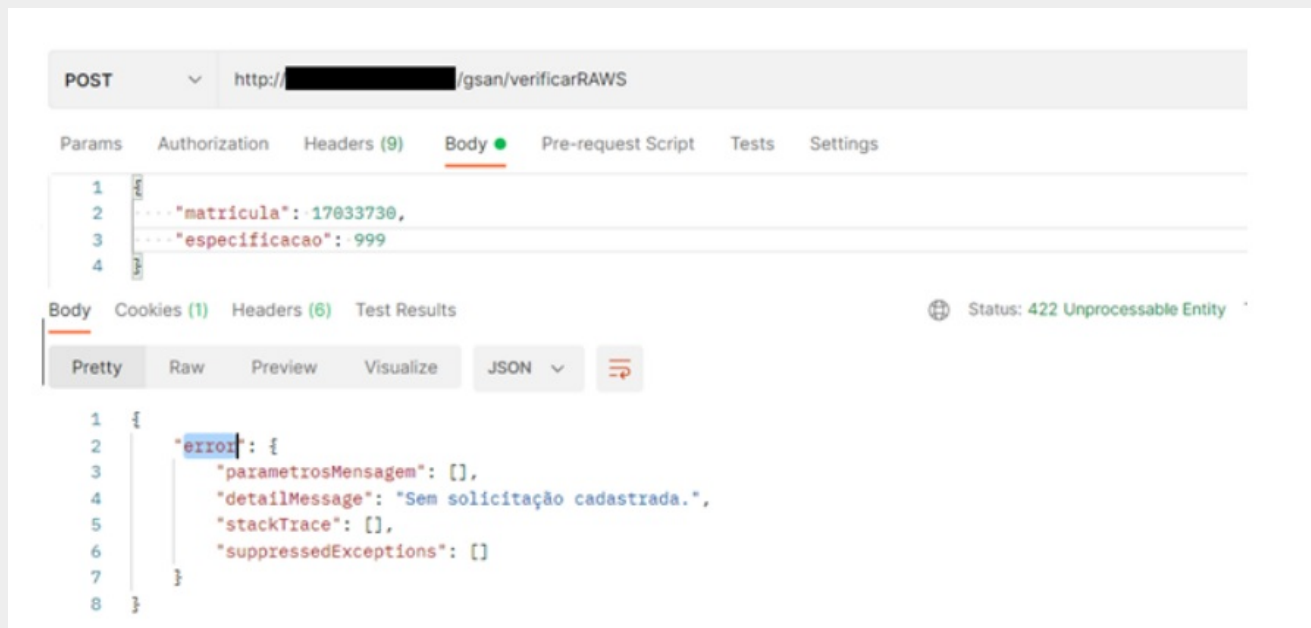 POST http:// /gsan/verificarRAWS
Params Authorization Headers (9) Body Pre-request Script Tests Settings
1 {
2 "matricula": 17033730,
3 "especificacao": 999
4 }
Body Cookies (1) Headers (6) Test Results Status: 422 Unprocessable Entity
Pretty Raw Preview Visualize JSON
1 {
2 "error": {
3 "parametrosMensagem": [],
4 "detailMessage": "Sem solicitação cadastrada.",
5 "stackTrace": [],
6 "suppressedExceptions": []
7 }
8 }